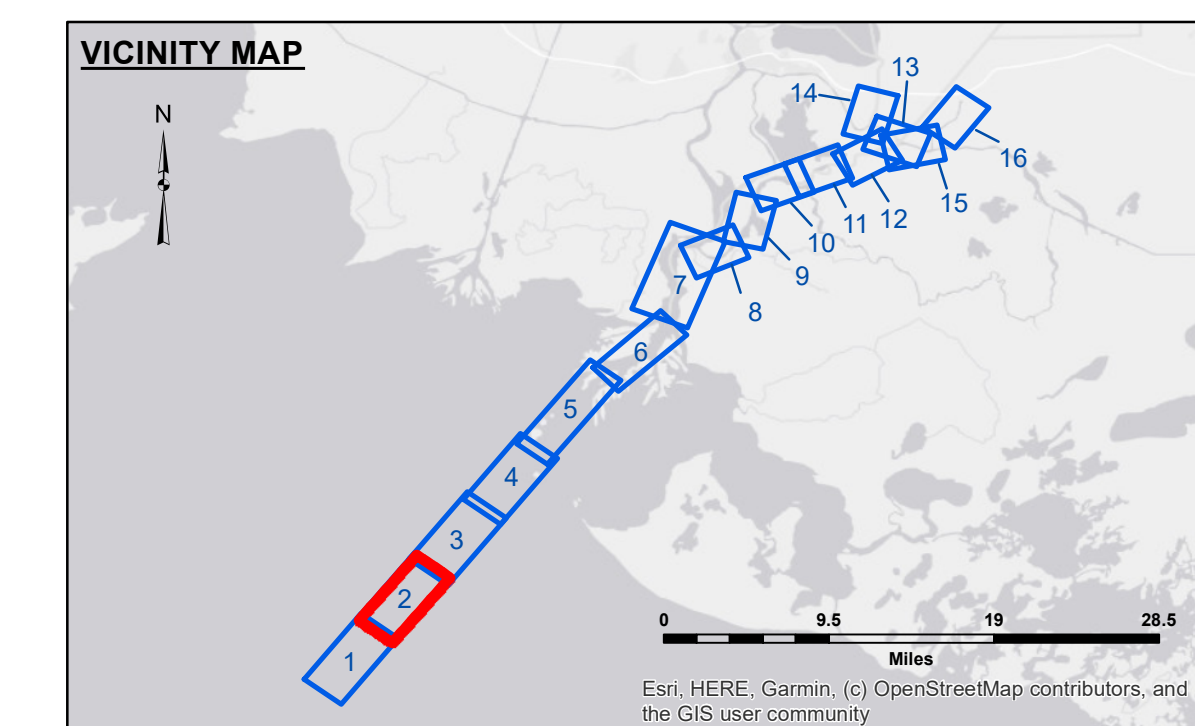 VICINITY MAP
N
13
14
16
15
12
11
10
9
8
7
6
5
4
3
2
1
0 9.5 19 28.5
Miles
Esri, HERE, Garmin, (c) OpenStreetMap contributors, and
the GIS user community